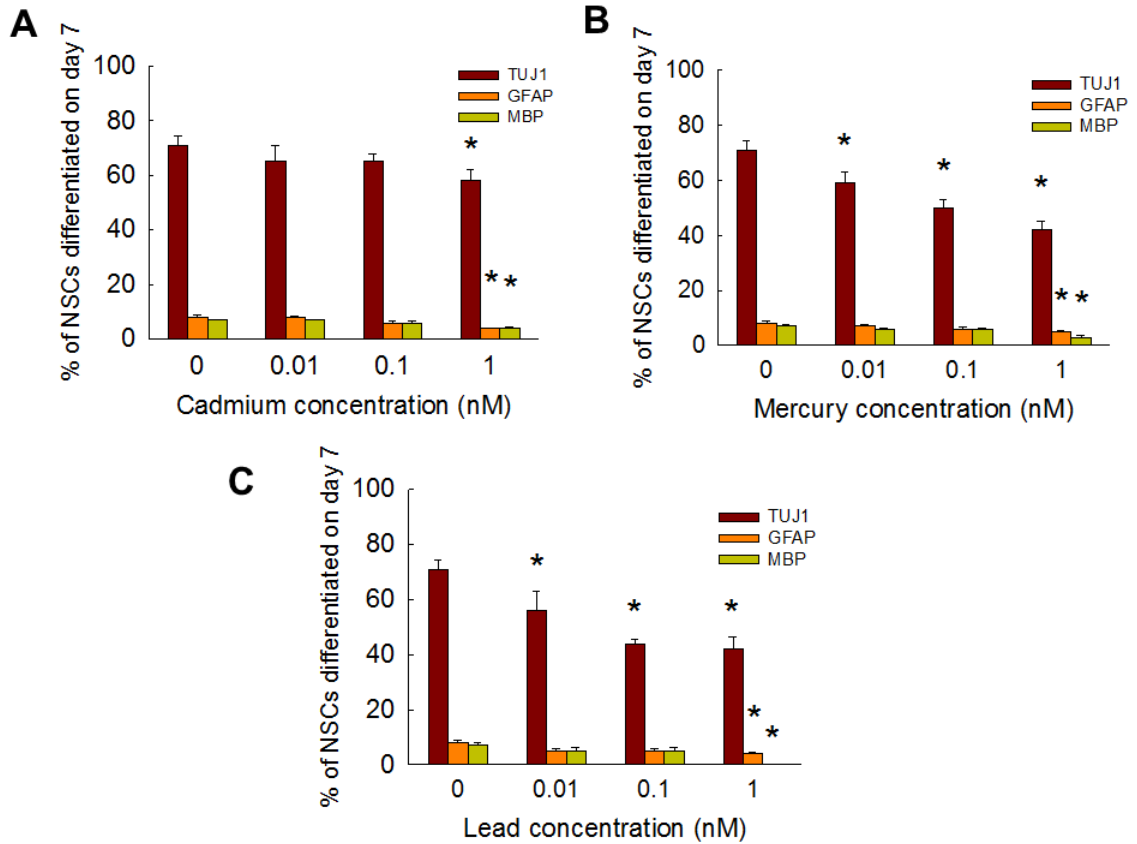 A
% of NSCs differentiated on day 7
100
80
60
40
20
0
TUJ1
GFAP
MBP
*
* *
0 0.01 0.1 1
Cadmium concentration (nM)
B
% of NSCs differentiated on day 7
100
80
60
40
20
0
TUJ1
GFAP
MBP
*
*
*
* *
0 0.01 0.1 1
Mercury concentration (nM)
C
% of NSCs differentiated on day 7
100
80
60
40
20
0
TUJ1
GFAP
MBP
*
* *
*
*
0 0.01 0.1 1
Lead concentration (nM)